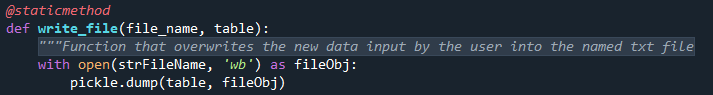 @staticmethod
def write_file(file_name, table):
    """Function that overwrites the new data input by the user into the named txt file
    with open(strFileName, 'wb') as fileObj:
        pickle.dump(table, fileObj)